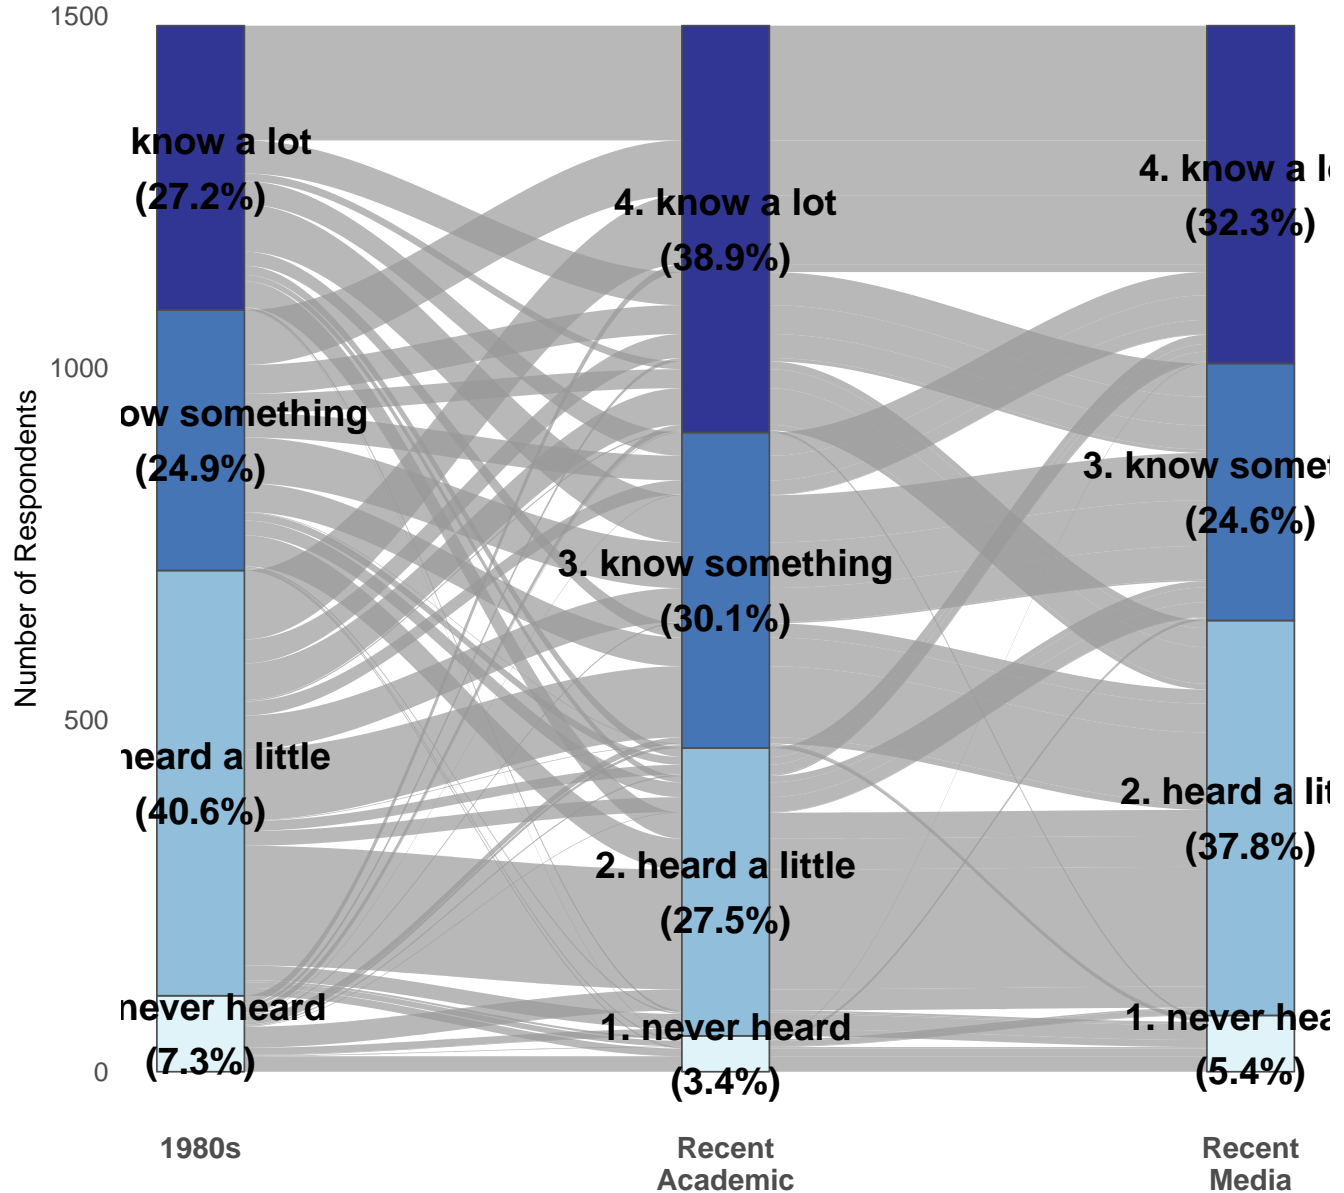 1500
1000
500
0
Number of Respondents
know a lot
(27.2%)
ow something
(24.9%)
heard a little
(40.6%)
never heard
(7.3%)
4. know a lot
(38.9%)
3. know something
(30.1%)
2. heard a little
(27.5%)
1. never heard
(3.4%)
4. know a lo
(32.3%)
3. know somet
(24.6%)
2. heard a lit
(37.8%)
1. never hea
(5.4%)
1980s
Recent
Academic
Recent
Media